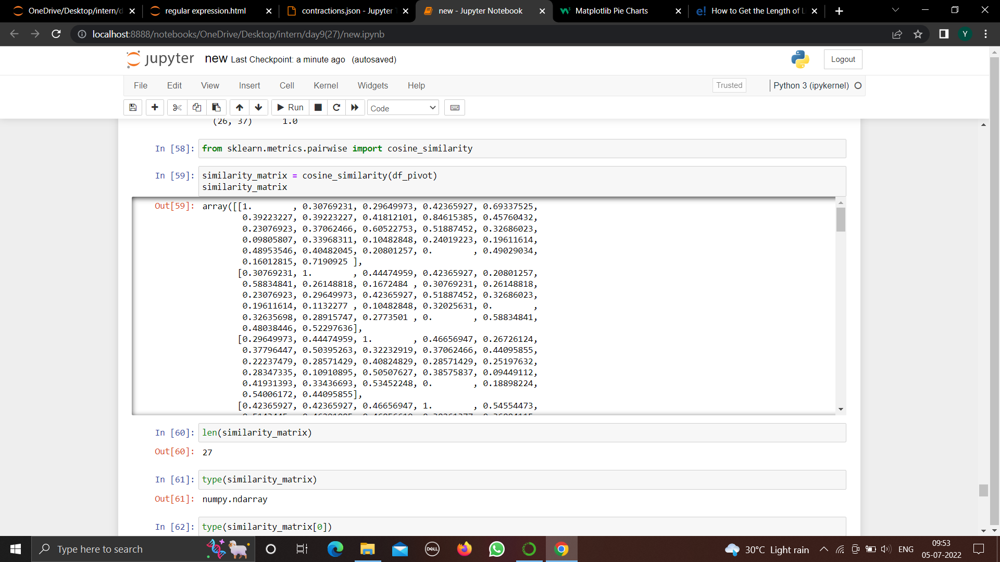 OneDrive/Desktop/intern/d
regular expression.html
contractions.json - Jupyter T
new - Jupyter Notebook
Matplotlib Pie Charts
How to Get the Length of L
localhost:8888/notebooks/OneDrive/Desktop/intern/day9(27)/new.ipynb
Y
jupyter new Last Checkpoint: a minute ago (autosaved)
Logout
File Edit View Insert Cell Kernel Widgets Help
Trusted
Python 3 (ipykernel)
Run
Code
(26, 37) 1.0
In [58]: from sklearn.metrics.pairwise import cosine_similarity
In [59]: similarity_matrix = cosine_similarity(df_pivot)
similarity_matrix
Out[59]: array([[1. , 0.30769231, 0.29649973, 0.42365927, 0.69337525,
0.39223227, 0.39223227, 0.41812101, 0.84615385, 0.45760432,
0.23076923, 0.37062466, 0.60522753, 0.51887452, 0.32686023,
0.09805807, 0.33968311, 0.10482848, 0.24019223, 0.19611614,
0.48953546, 0.40482045, 0.20801257, 0. , 0.49029034,
0.16012815, 0.7190925 ],
[0.30769231, 1. , 0.44474959, 0.42365927, 0.20801257,
0.58834841, 0.26148818, 0.1672484 , 0.30769231, 0.26148818,
0.23076923, 0.29649973, 0.42365927, 0.51887452, 0.32686023,
0.19611614, 0.1132277 , 0.10482848, 0.32025631, 0. ,
0.32635698, 0.28915747, 0.2773501 , 0. , 0.58834841,
0.48038446, 0.52297636],
[0.29649973, 0.44474959, 1. , 0.46656947, 0.26726124,
0.37796447, 0.50395263, 0.32232919, 0.37062466, 0.44095855,
0.22237479, 0.28571429, 0.40824829, 0.28571429, 0.25197632,
0.28347335, 0.10910895, 0.50507627, 0.38575837, 0.09449112,
0.41931393, 0.33436693, 0.53452248, 0. , 0.18898224,
0.54006172, 0.44095855],
[0.42365927, 0.42365927, 0.46656947, 1. , 0.54554473,
In [60]: len(similarity_matrix)
Out[60]: 27
In [61]: type(similarity_matrix)
Out[61]: numpy.ndarray
In [62]: type(similarity_matrix[0])
Type here to search
DELL
30°C Light rain
ENG
09:53
05-07-2022